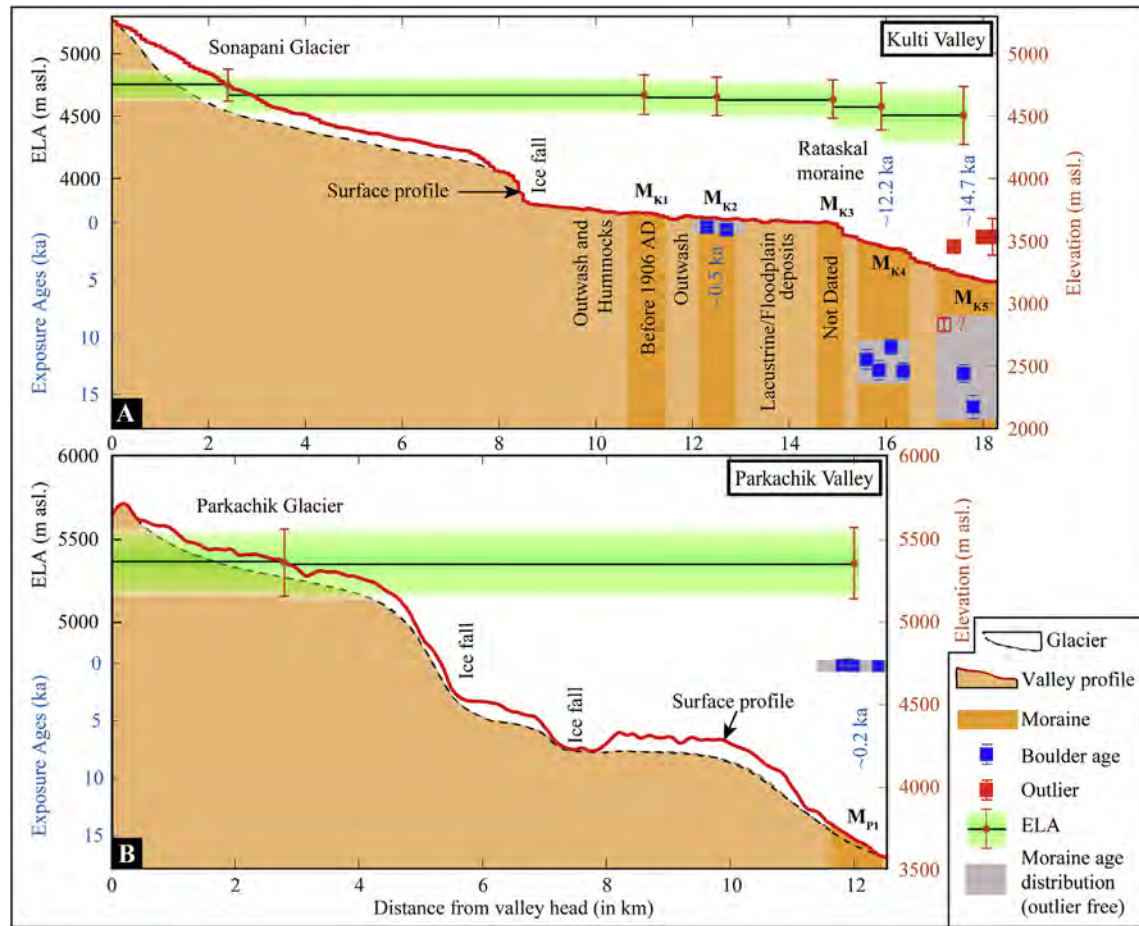 Sonapani Glacier
Kulti Valley
ELA (m asl.)
5000
4500
4000
Exposure Ages (ka)
0
5
10
15
Elevation (m asl.)
5000
4500
4000
3500
3000
2500
2000
Surface profile
Ice fall
Rataskal
moraine
~12.2 ka
~14.7 ka
MK1
MK2
MK3
MK4
MK5
Outwash and
Hummocks
Before 1906 AD
Outwash
~0.5 ka
Lacustrine/Floodplain
deposits
Not Dated
?
A
0 2 4 6 8 10 12 14 16 18
Parkachik Glacier
Parkachik Valley
ELA (m asl.)
6000
5500
5000
Exposure Ages (ka)
0
5
10
15
Elevation (m asl.)
6000
5500
5000
4500
4000
3500
Ice fall
Ice fall
Surface profile
~0.2 ka
MP1
B
0 2 4 6 8 10 12
Distance from valley head (in km)
Glacier
Valley profile
Moraine
Boulder age
Outlier
ELA
Moraine age
distribution
(outlier free)